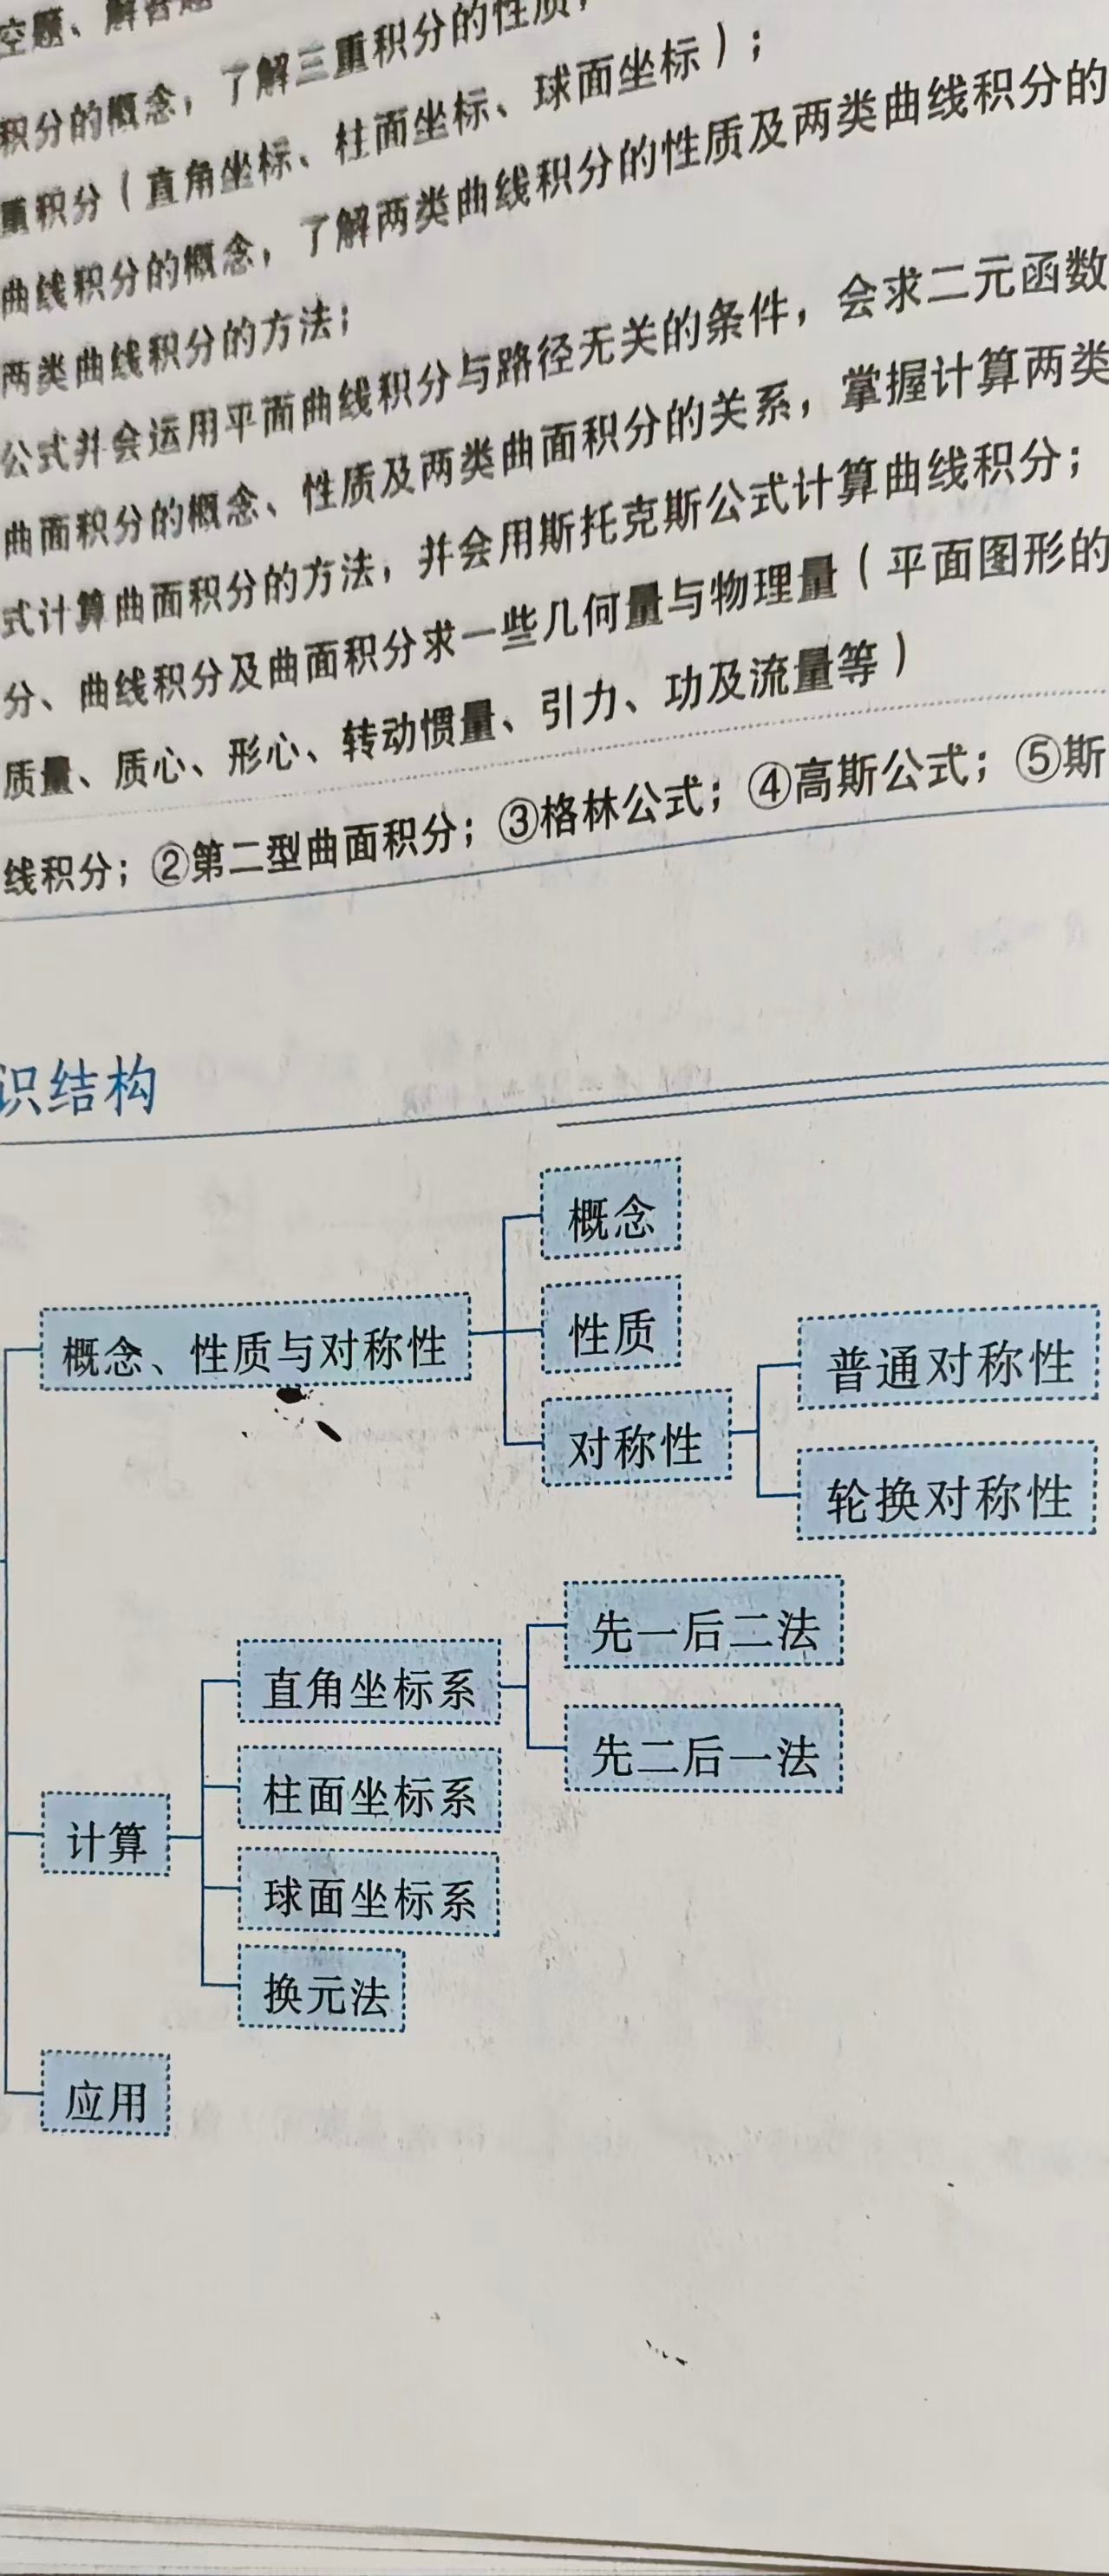 空题、解答题
积分的概念，了解三重积分的性质，
重积分（直角坐标、柱面坐标、球面坐标）；
曲线积分的概念，了解两类曲线积分的性质及两类曲线积分的
两类曲线积分的方法；
公式并会运用平面曲线积分与路径无关的条件，会求二元函数
曲面积分的概念、性质及两类曲面积分的关系，掌握计算两类
式计算曲面积分的方法，并会用斯托克斯公式计算曲线积分；
分、曲线积分及曲面积分求一些几何量与物理量（平面图形的
质量、质心、形心、转动惯量、引力、功及流量等）
线积分；②第二型曲面积分；③格林公式；④高斯公式；⑤斯
识结构
概念
概念、性质与对称性
性质
普通对称性
对称性
轮换对称性
先一后二法
直角坐标系
先二后一法
柱面坐标系
计算
球面坐标系
换元法
应用